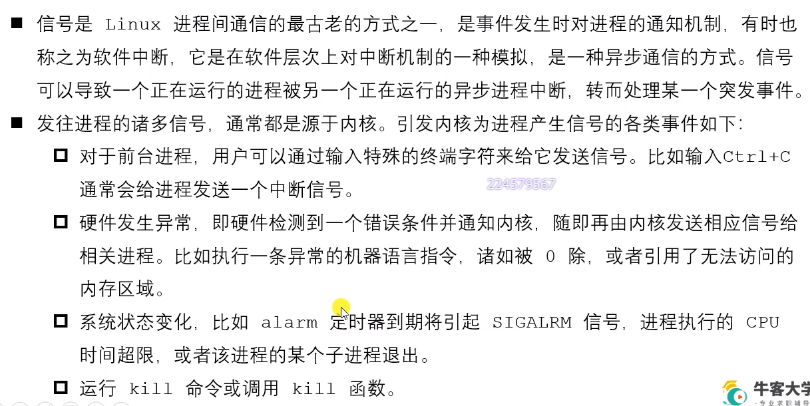 ■ 信号是 Linux 进程间通信的最古老的方式之一，是事件发生时对进程的通知机制，有时也
称之为软件中断，它是在软件层次上对中断机制的一种模拟，是一种异步通信的方式。信号
可以导致一个正在运行的进程被另一个正在运行的异步进程中断，转而处理某一个突发事件。
■ 发往进程的诸多信号，通常都是源于内核。引发内核为进程产生信号的各类事件如下：
对于前台进程，用户可以通过输入特殊的终端字符来给它发送信号。比如输入Ctrl+C
通常会给进程发送一个中断信号。
224579567
硬件发生异常，即硬件检测到一个错误条件并通知内核，随即再由内核发送相应信号给
相关进程。比如执行一条异常的机器语言指令，诸如被 0 除，或者引用了无法访问的
内存区域。
系统状态变化，比如 alarm 定时器到期将引起 SIGALRM 信号，进程执行的 CPU
时间超限，或者该进程的某个子进程退出。
运行 kill 命令或调用 kill 函数。
牛客大学
-专业求职辅导